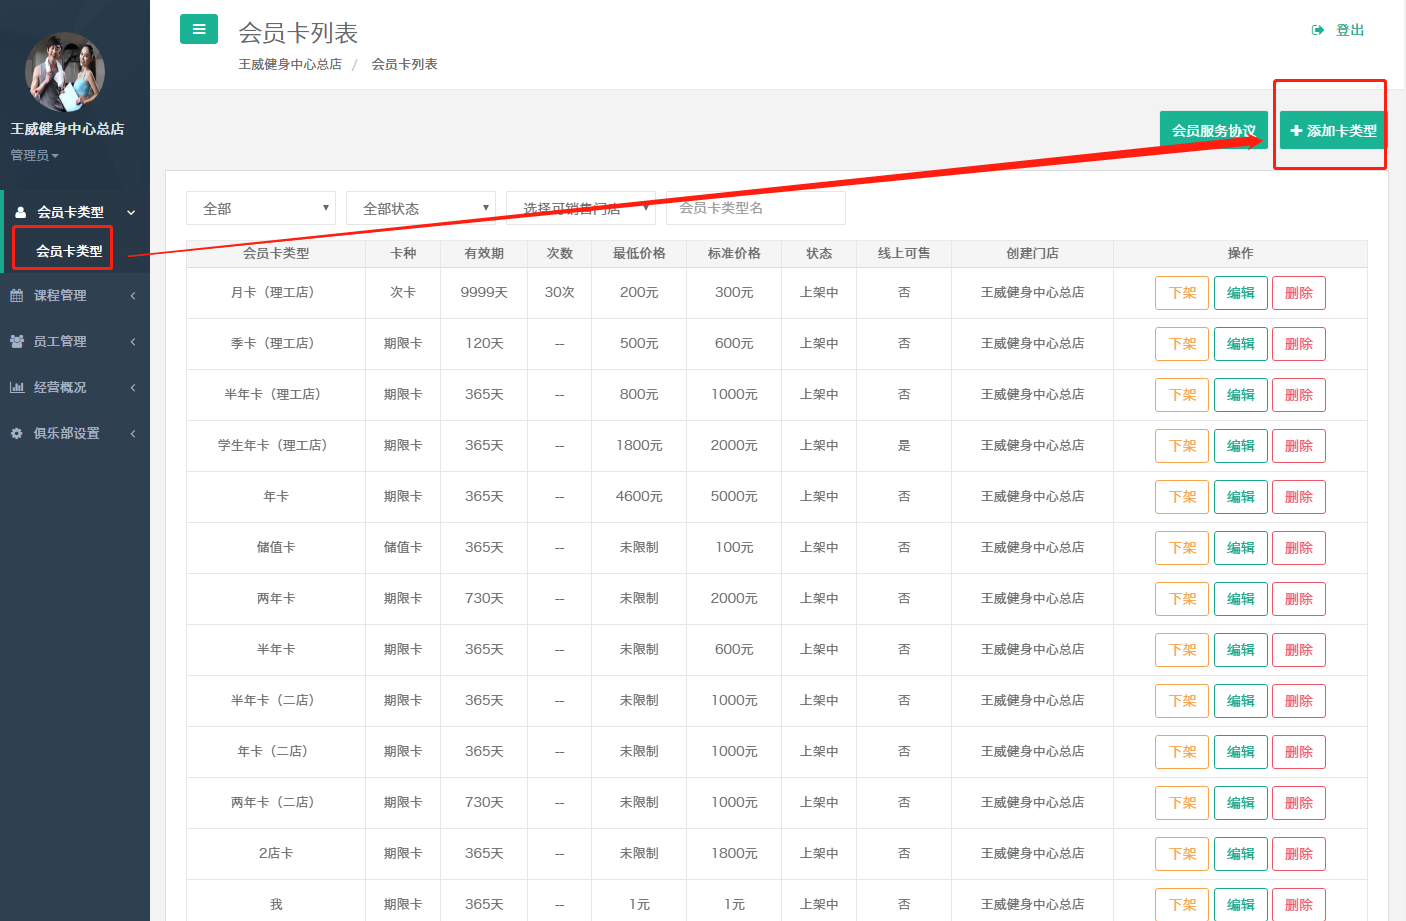 会员卡列表
登出
王威健身中心总店 / 会员卡列表
王威健身中心总店
管理员
会员卡类型
会员卡类型
课程管理
员工管理
经营概况
俱乐部设置
会员服务协议
添加卡类型
全部 全部状态 选择可销售门店 会员卡类型名
会员卡类型 卡种 有效期 次数 最低价格 标准价格 状态 线上可售 创建门店 操作
月卡（理工店） 次卡 9999天 30次 200元 300元 上架中 否 王威健身中心总店 下架 编辑 删除
季卡（理工店） 期限卡 120天 -- 500元 600元 上架中 否 王威健身中心总店 下架 编辑 删除
半年卡（理工店） 期限卡 365天 -- 800元 1000元 上架中 否 王威健身中心总店 下架 编辑 删除
学生年卡（理工店） 期限卡 365天 -- 1800元 2000元 上架中 是 王威健身中心总店 下架 编辑 删除
年卡 期限卡 365天 -- 4600元 5000元 上架中 否 王威健身中心总店 下架 编辑 删除
储值卡 储值卡 365天 -- 未限制 100元 上架中 否 王威健身中心总店 下架 编辑 删除
两年卡 期限卡 730天 -- 未限制 2000元 上架中 否 王威健身中心总店 下架 编辑 删除
半年卡 期限卡 365天 -- 未限制 600元 上架中 否 王威健身中心总店 下架 编辑 删除
半年卡（二店） 期限卡 365天 -- 未限制 1000元 上架中 否 王威健身中心总店 下架 编辑 删除
年卡（二店） 期限卡 365天 -- 未限制 1000元 上架中 否 王威健身中心总店 下架 编辑 删除
两年卡（二店） 期限卡 730天 -- 未限制 1000元 上架中 否 王威健身中心总店 下架 编辑 删除
2店卡 期限卡 365天 -- 未限制 1800元 上架中 否 王威健身中心总店 下架 编辑 删除
我 期限卡 365天 -- 1元 1元 上架中 否 王威健身中心总店 下架 编辑 删除